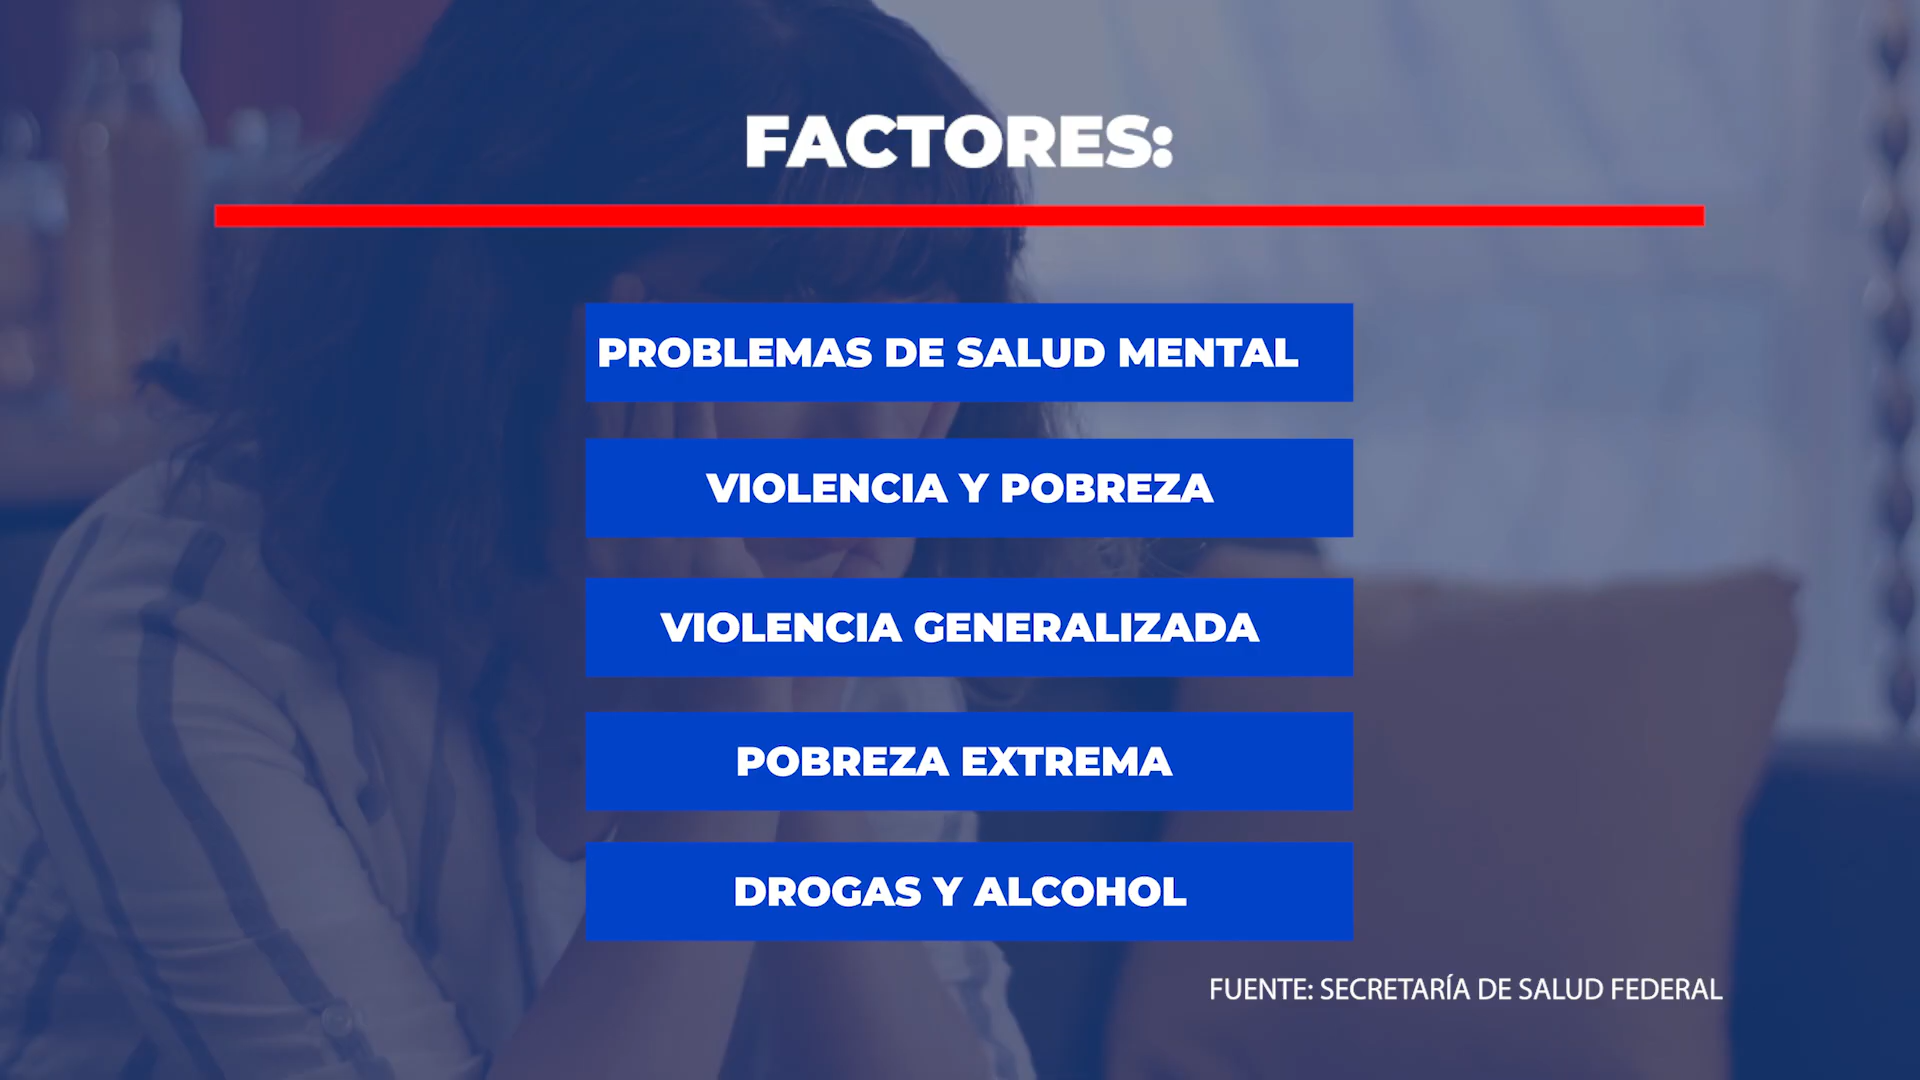 FACTORES:
PROBLEMAS DE SALUD MENTAL
VIOLENCIA Y POBREZA
VIOLENCIA GENERALIZADA
POBREZA EXTREMA
DROGAS Y ALCOHOL
FUENTE: SECRETARÍA DE SALUD FEDERAL